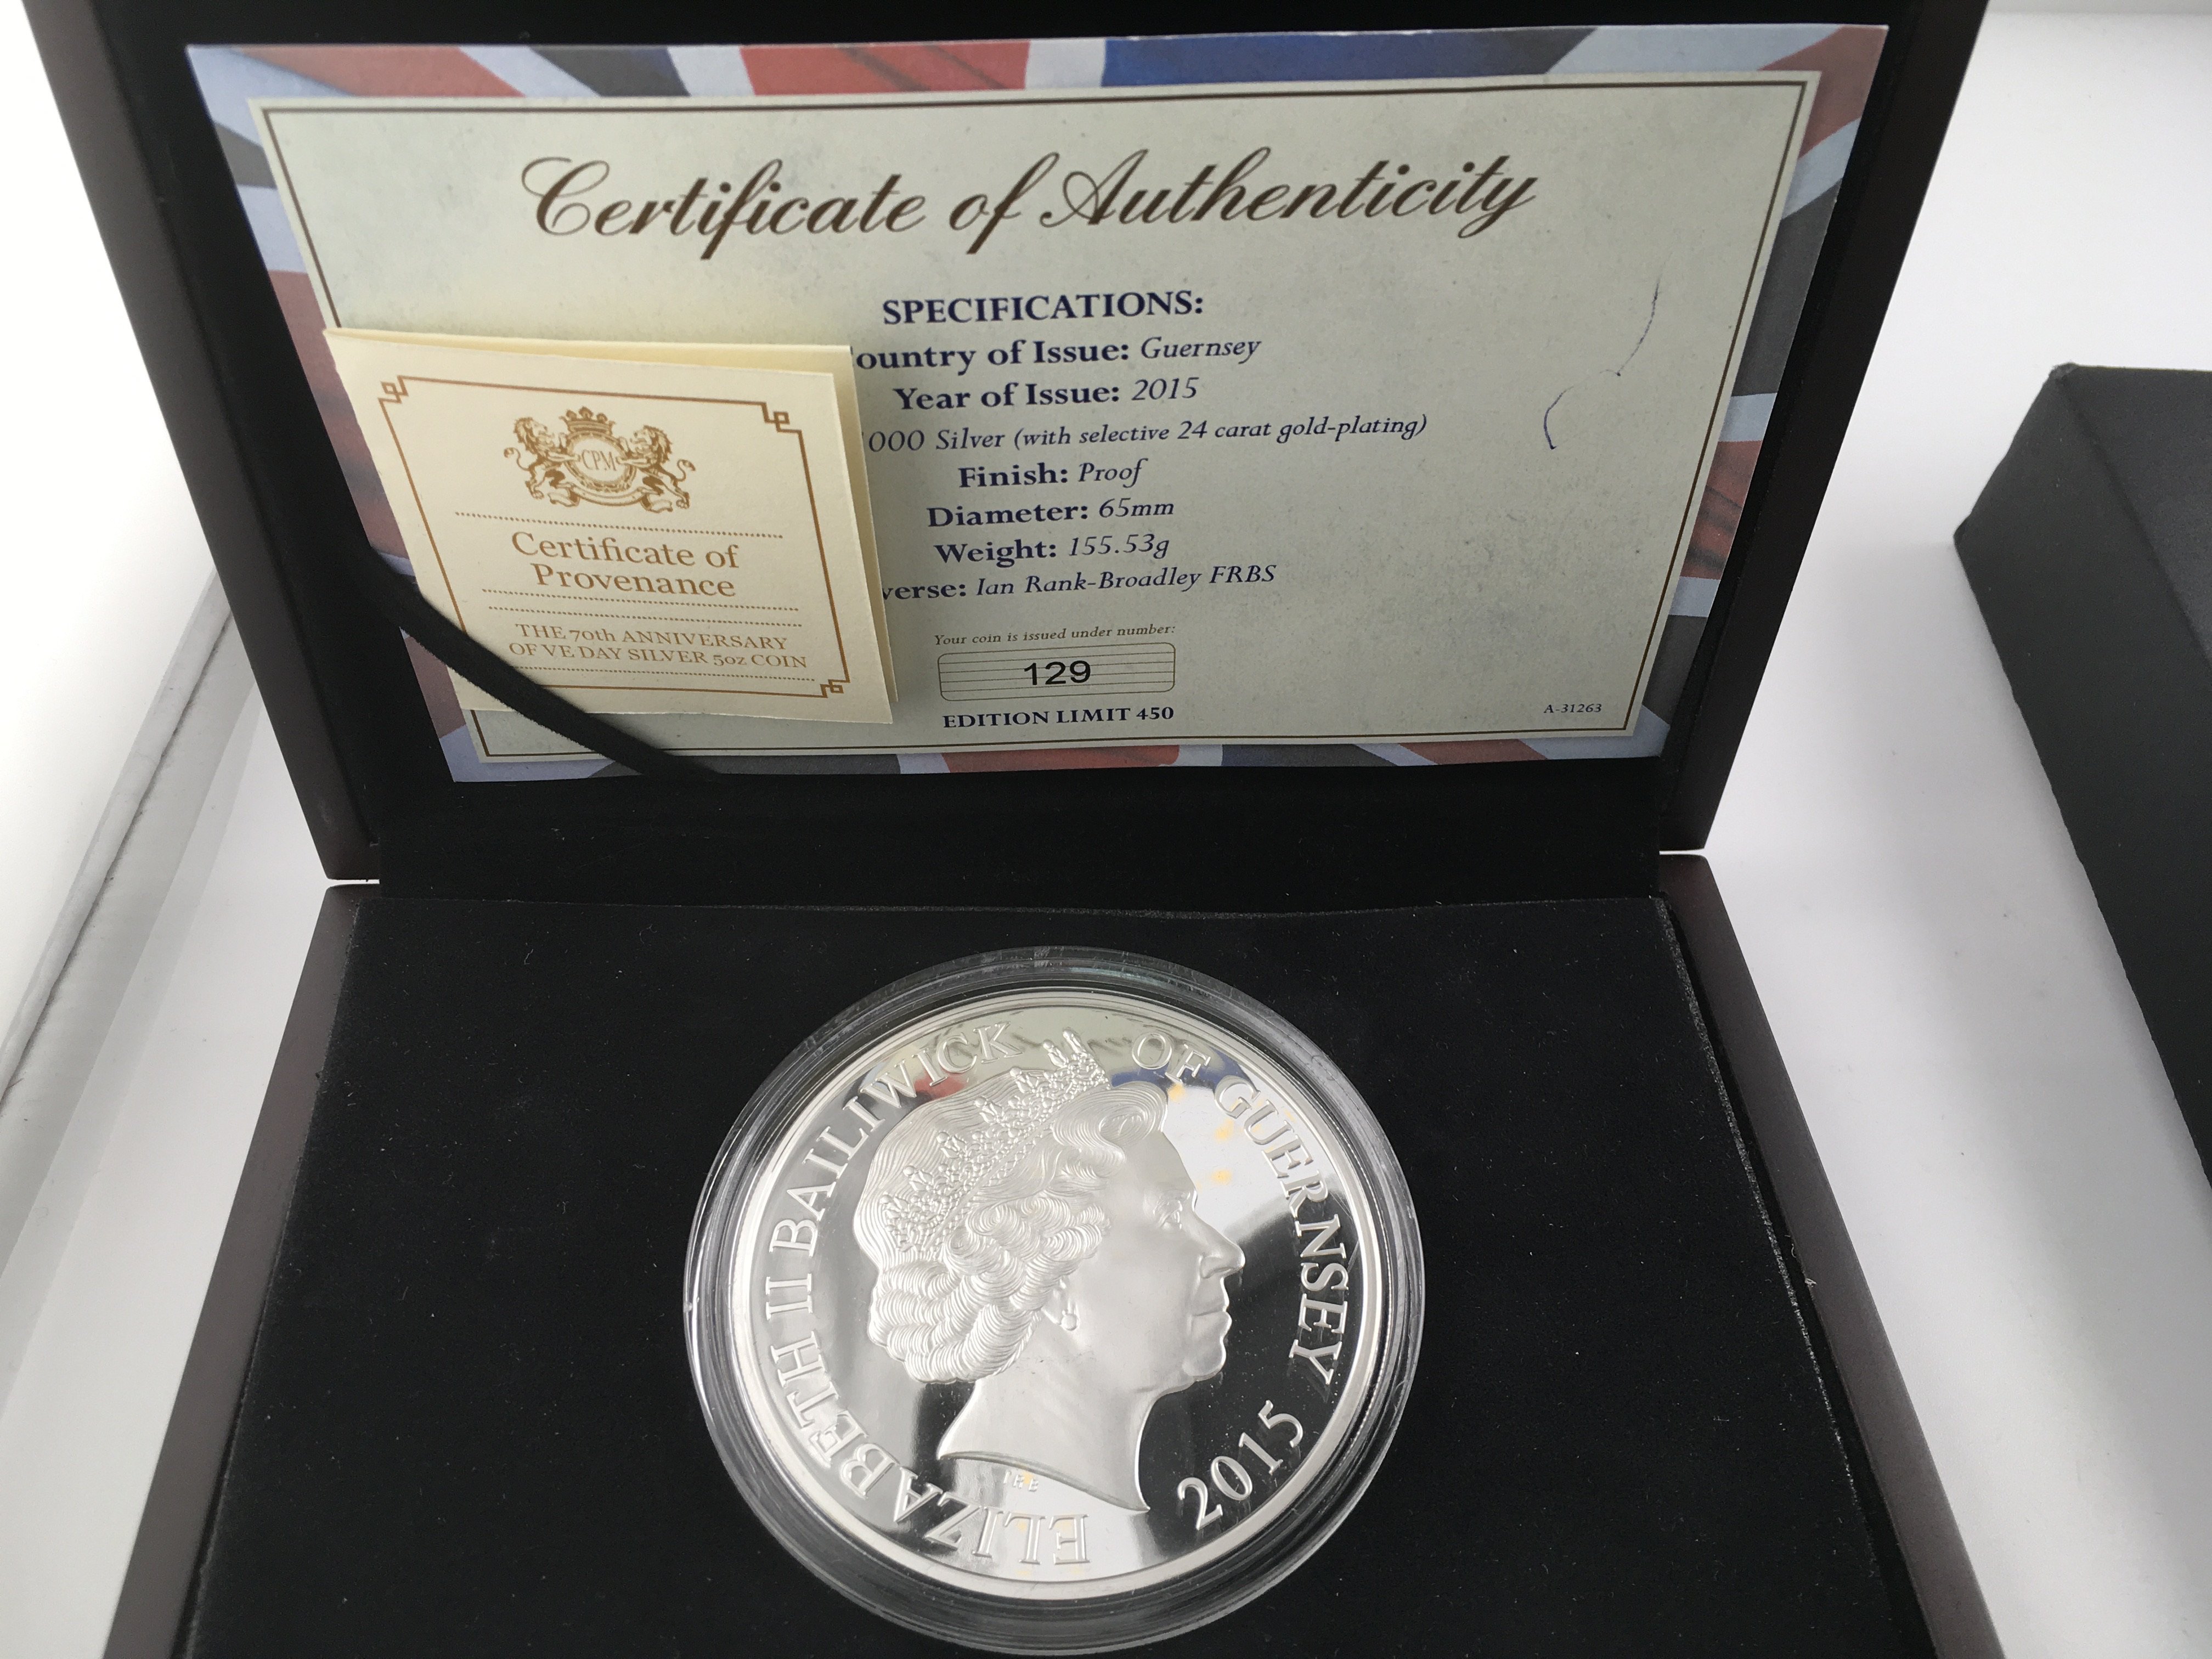 Certificate of Authenticity
SPECIFICATIONS:
ountry of Issue: Guernsey
Year of Issue: 2015
000 Silver (with selective 24 carat gold-plating)
Finish: Proof
Diameter: 65mm
Weight: 155.53g
verse: Ian Rank-Broadley FRBS
Your coin is issued under number:
129
EDITION LIMIT 450
A-31263
CPM
Certificate of
Provenance
THE 70th ANNIVERSARY
OF VE DAY SILVER 5oz COIN
ELIZABETH II BAILIWICK OF GUERNSEY
2015
IRB